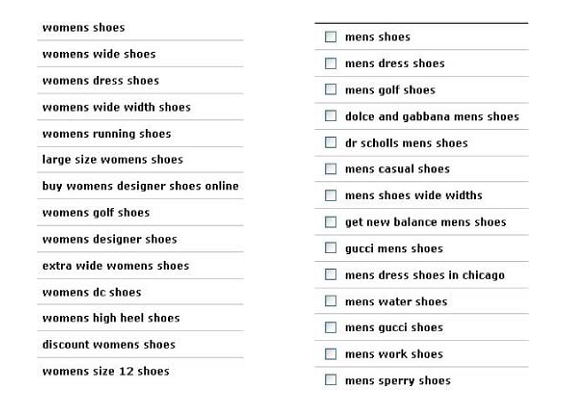 womens shoes
womens wide shoes
womens dress shoes
womens wide width shoes
womens running shoes
large size womens shoes
buy womens designer shoes online
womens golf shoes
womens designer shoes
extra wide womens shoes
womens dc shoes
womens high heel shoes
discount womens shoes
womens size 12 shoes
mens shoes
mens dress shoes
mens golf shoes
dolce and gabbana mens shoes
dr scholls mens shoes
mens casual shoes
mens shoes wide widths
get new balance mens shoes
gucci mens shoes
mens dress shoes in chicago
mens water shoes
mens gucci shoes
mens work shoes
mens sperry shoes